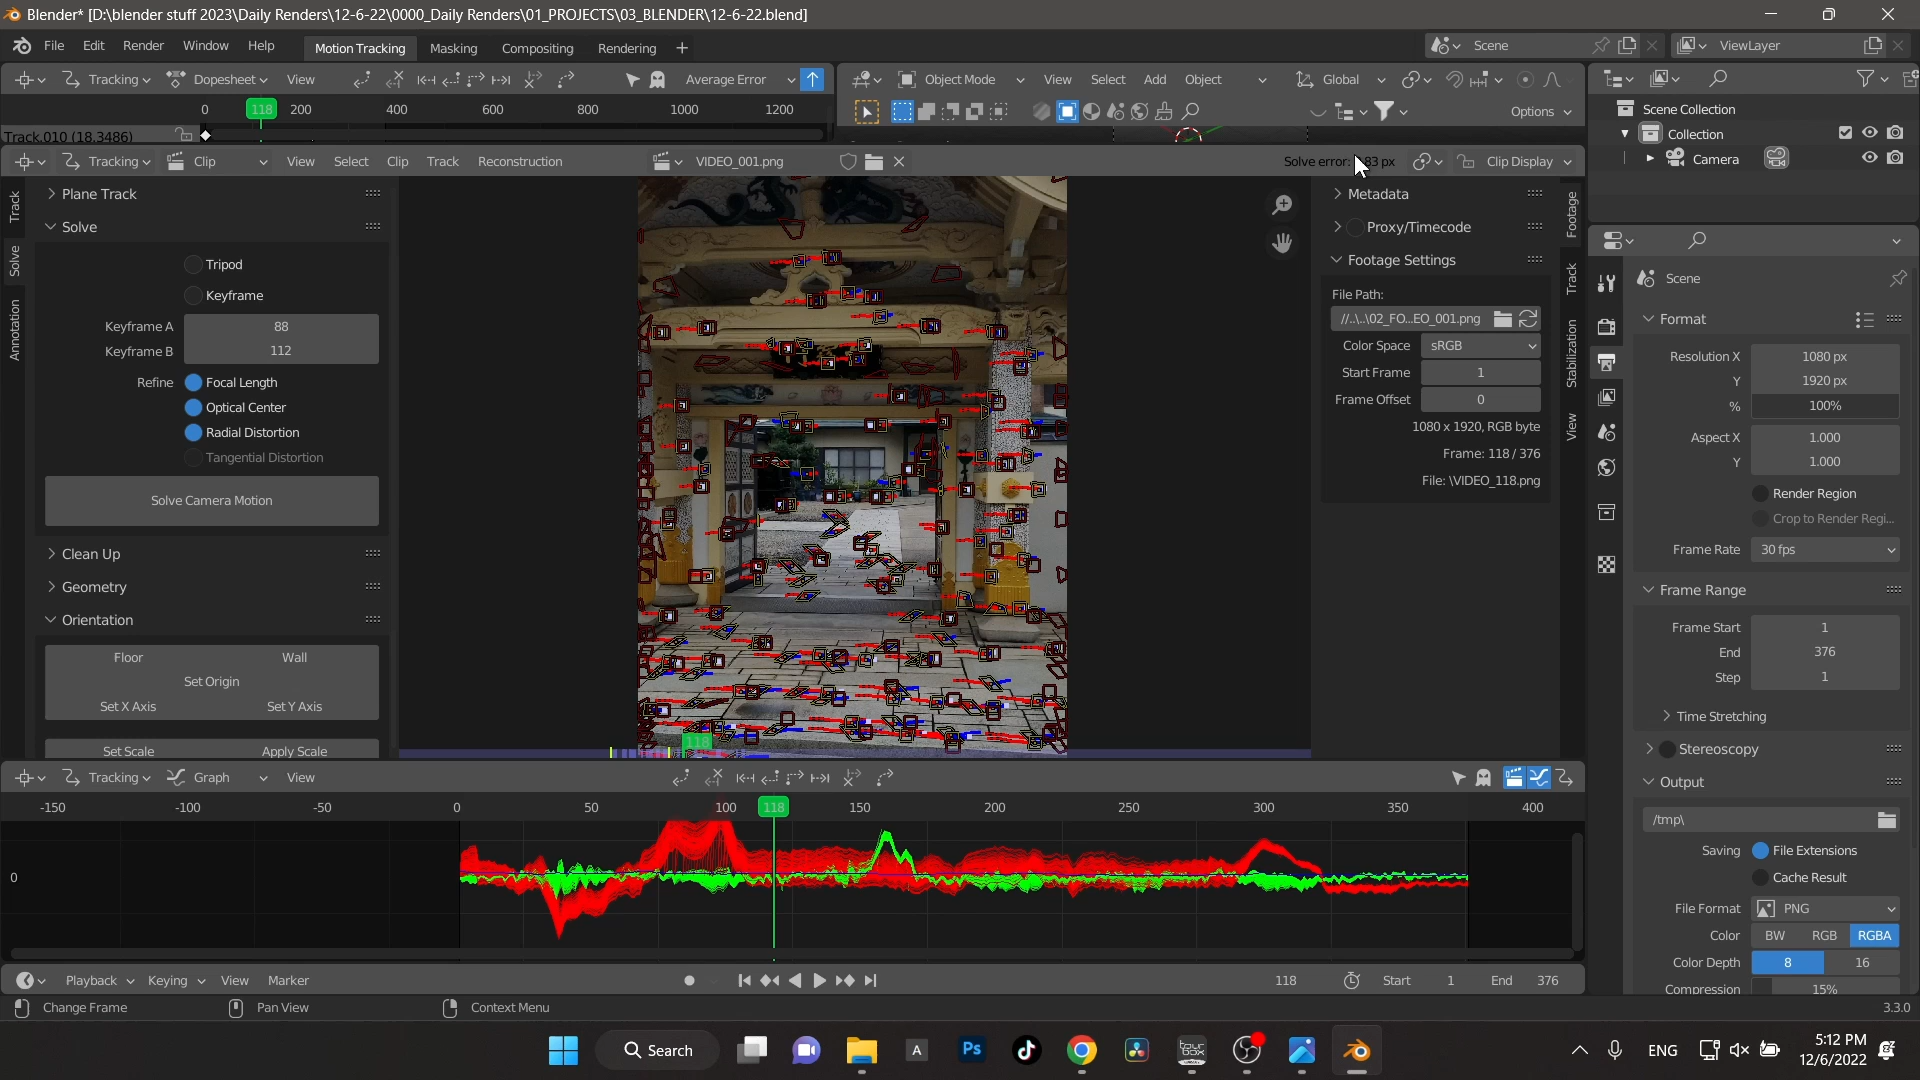 Blender* [D:\blender stuff 2023\Daily Renders\12-6-22\0000_Daily Renders\01_PROJECTS\03_BLENDER\12-6-22.blend]
File Edit Render Window Help Motion Tracking Masking Compositing Rendering + Scene ViewLayer
Tracking Dopesheet View Average Error Object Mode View Select Add Object Global
0 118 200 400 600 800 1000 1200 Options
Track.010 (18.3486)
Scene Collection
Collection
Camera
Tracking Clip View Select Clip Track Reconstruction VIDEO_001.png Solve error: 83 px Clip Display
Track
Solve
Annotation
Plane Track
Solve
Tripod
Keyframe
Keyframe A 88
Keyframe B 112
Refine Focal Length
Optical Center
Radial Distortion
Tangential Distortion
Solve Camera Motion
Clean Up
Geometry
Orientation
Floor Wall
Set Origin
Set X Axis Set Y Axis
Set Scale Apply Scale
118
Metadata
Proxy/Timecode
Footage Settings
File Path:
//..\..\02_FO...EO_001.png
Color Space sRGB
Start Frame 1
Frame Offset 0
1080 x 1920, RGB byte
Frame: 118 / 376
File: \VIDEO_118.png
Footage
Track
Stabilization
View
Scene
Format
Resolution X 1080 px
Y 1920 px
% 100%
Aspect X 1.000
Y 1.000
Render Region
Crop to Render Regi...
Frame Rate 30 fps
Frame Range
Frame Start 1
End 376
Step 1
Time Stretching
Stereoscopy
Output
/tmp\
Saving File Extensions
Cache Result
File Format PNG
Color BW RGB RGBA
Color Depth 8 16
Compression 15%
Tracking Graph View
-150 -100 -50 0 50 100 118 150 200 250 300 350 400
0
Playback Keying View Marker 118 Start 1 End 376
Change Frame Pan View Context Menu 3.3.0
Search A Ps tour box ENG 5:12 PM
12/6/2022